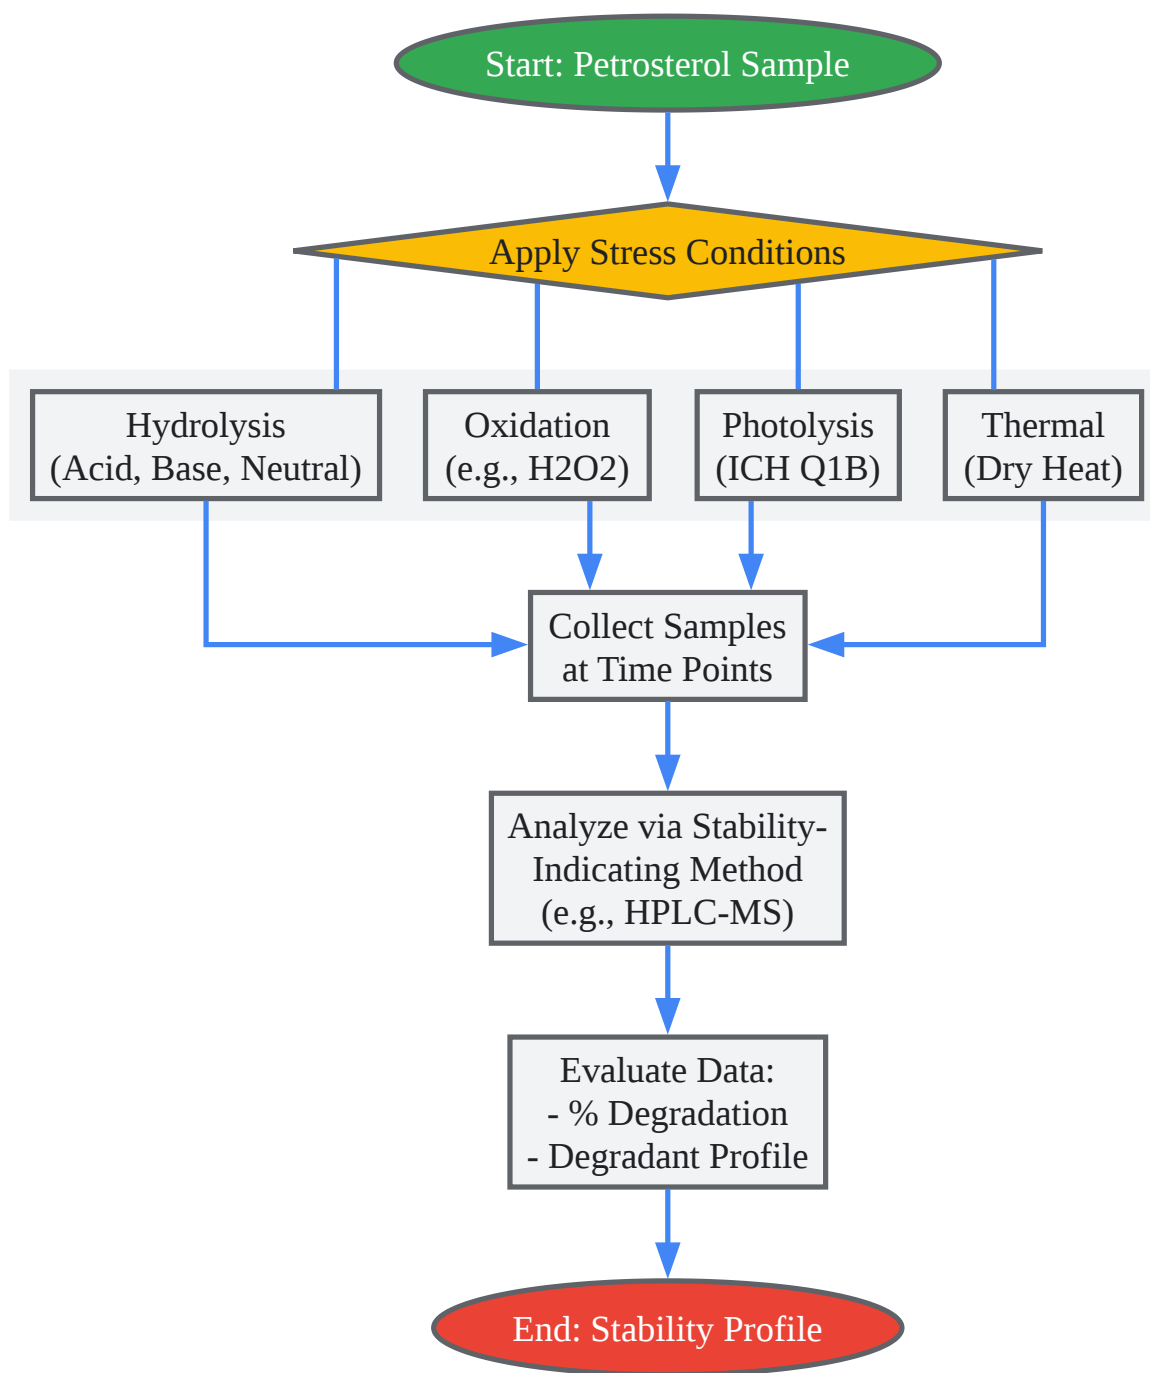 Start: Petrosterol Sample
Apply Stress Conditions
Hydrolysis
(Acid, Base, Neutral)
Oxidation
(e.g., H2O2)
Photolysis
(ICH Q1B)
Thermal
(Dry Heat)
Collect Samples
at Time Points
Analyze via Stability-
Indicating Method
(e.g., HPLC-MS)
Evaluate Data:
- % Degradation
- Degradant Profile
End: Stability Profile